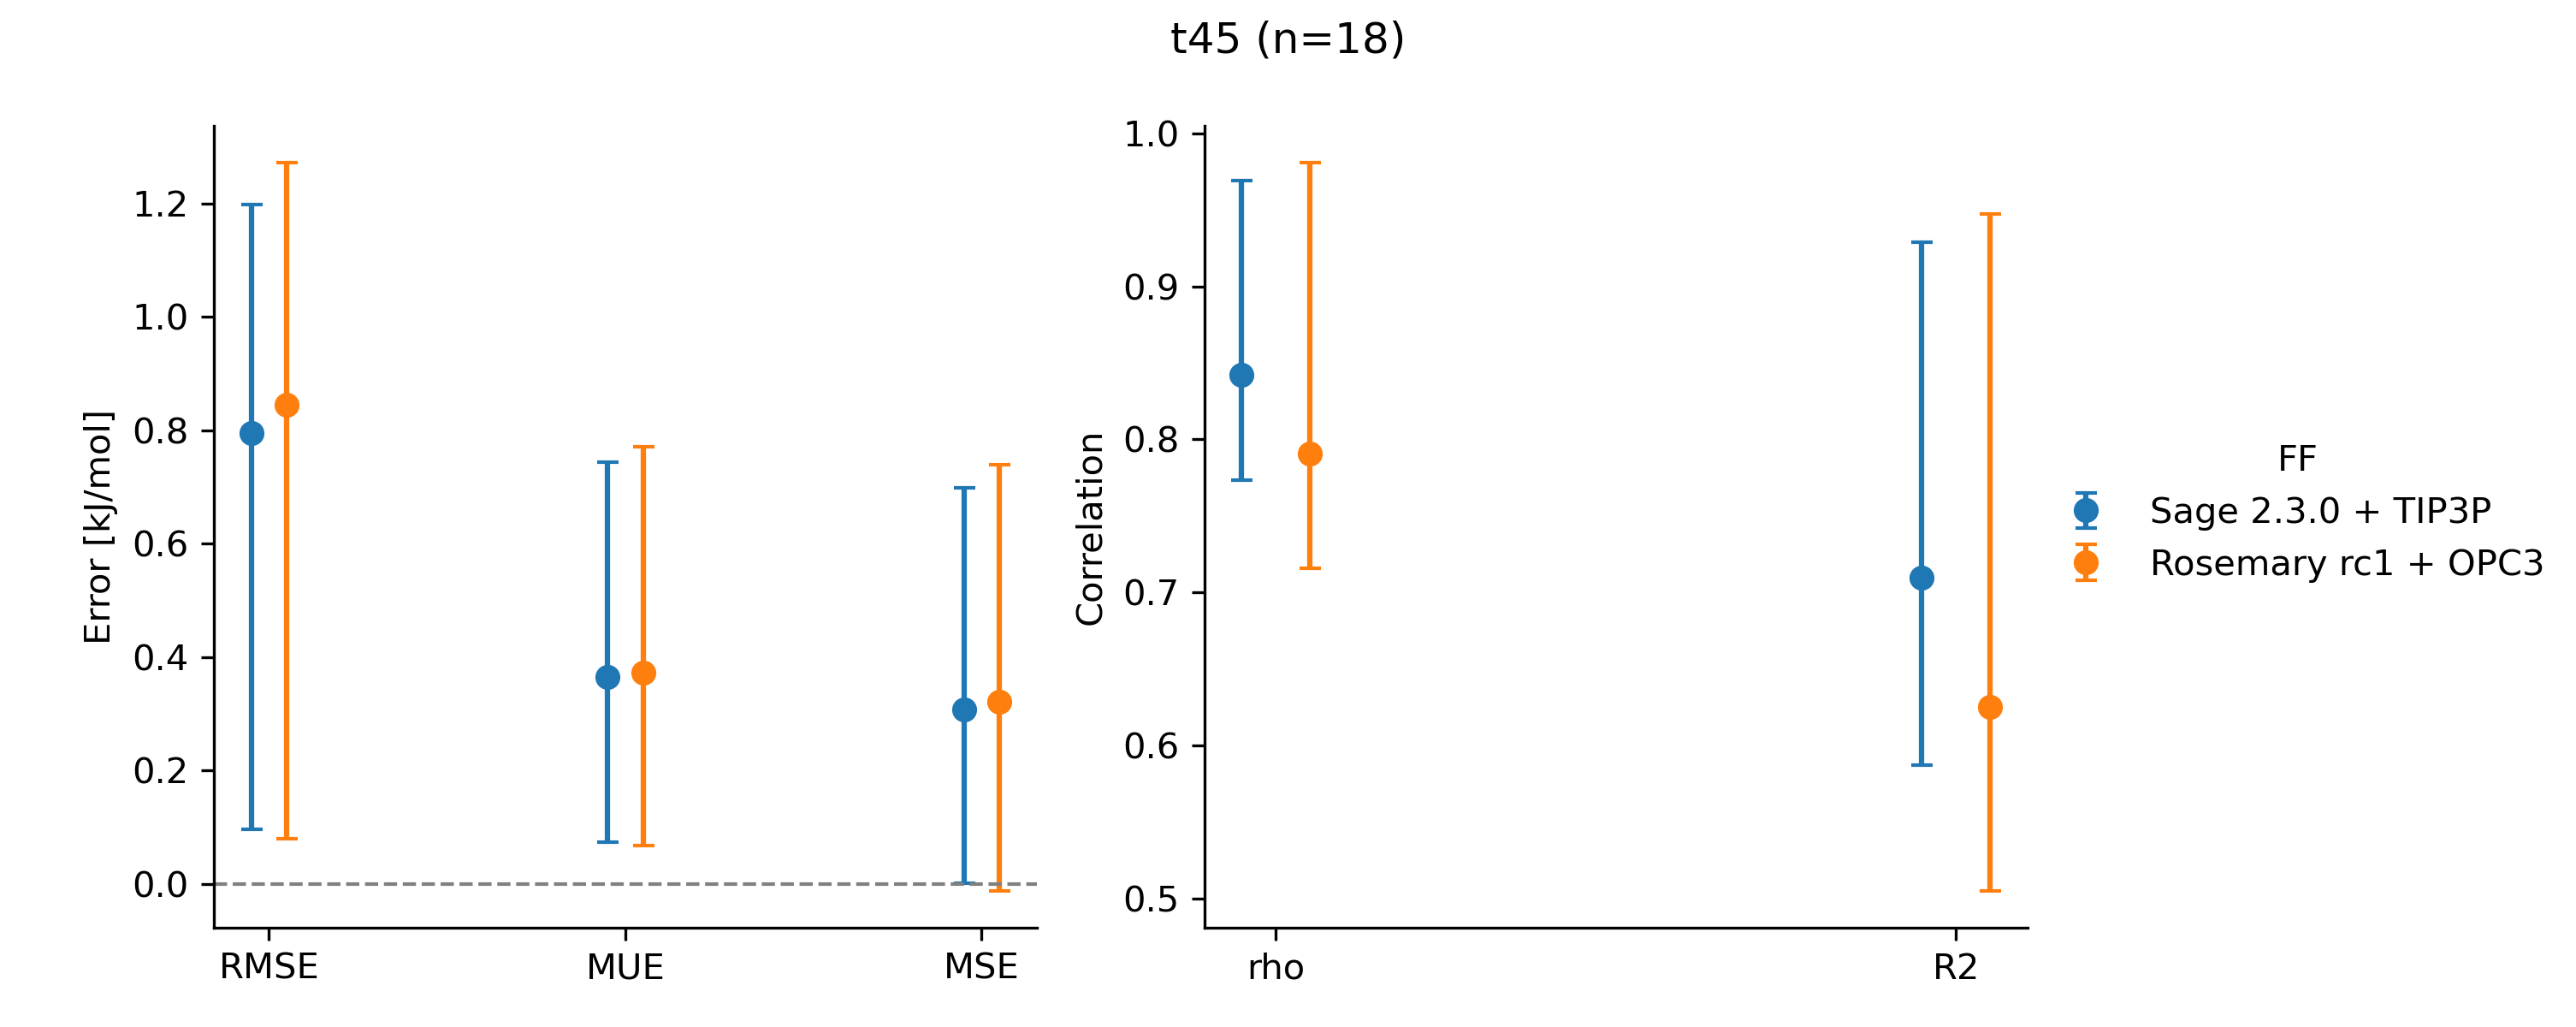 t45 (n=18)
Error [kJ/mol]
1.2
1.0
0.8
0.6
0.4
0.2
0.0
RMSE
MUE
MSE
Correlation
1.0
0.9
0.8
0.7
0.6
0.5
rho
R2
FF
Sage 2.3.0 + TIP3P
Rosemary rc1 + OPC3